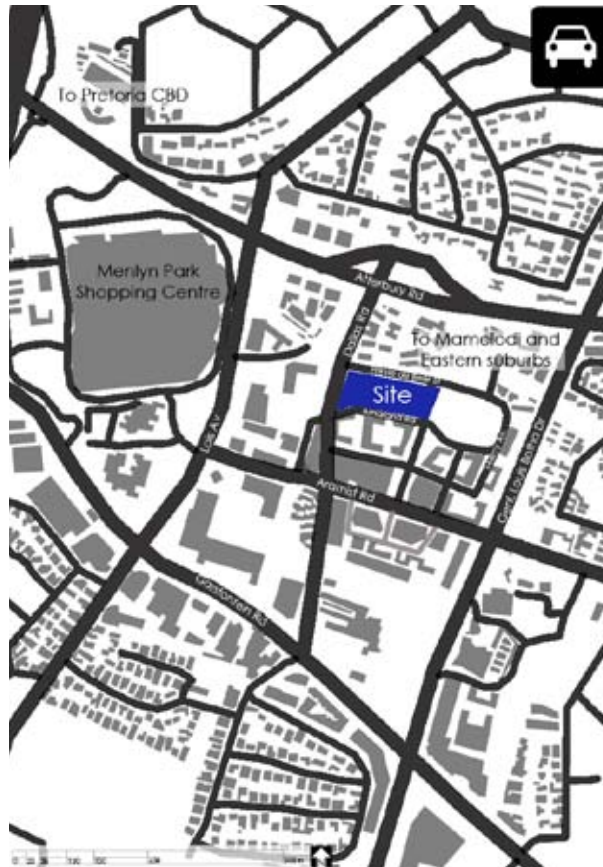 To Pretoria CBD
Menlyn Park
Shopping Centre
Atterbury Rd
Dallas Rd
To Mamelodi and
Eastern suburbs
Site
Lois Av
Aramist Rd
Genl. Louis Botha Dr
Garsfontein Rd